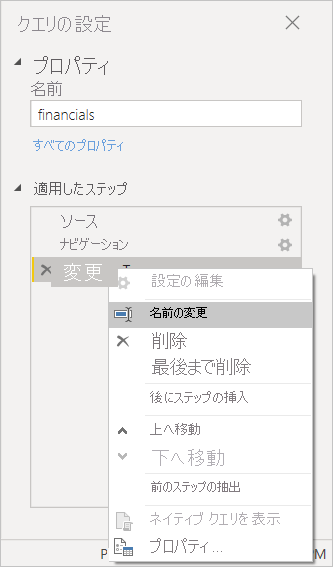 クエリの設定
プロパティ
名前
financials
すべてのプロパティ
適用したステップ
ソース
ナビゲーション
変更
設定の編集
名前の変更
削除
最後まで削除
後にステップの挿入
上へ移動
下へ移動
前のステップの抽出
ネイティブ クエリを表示
プロパティ...
P
M